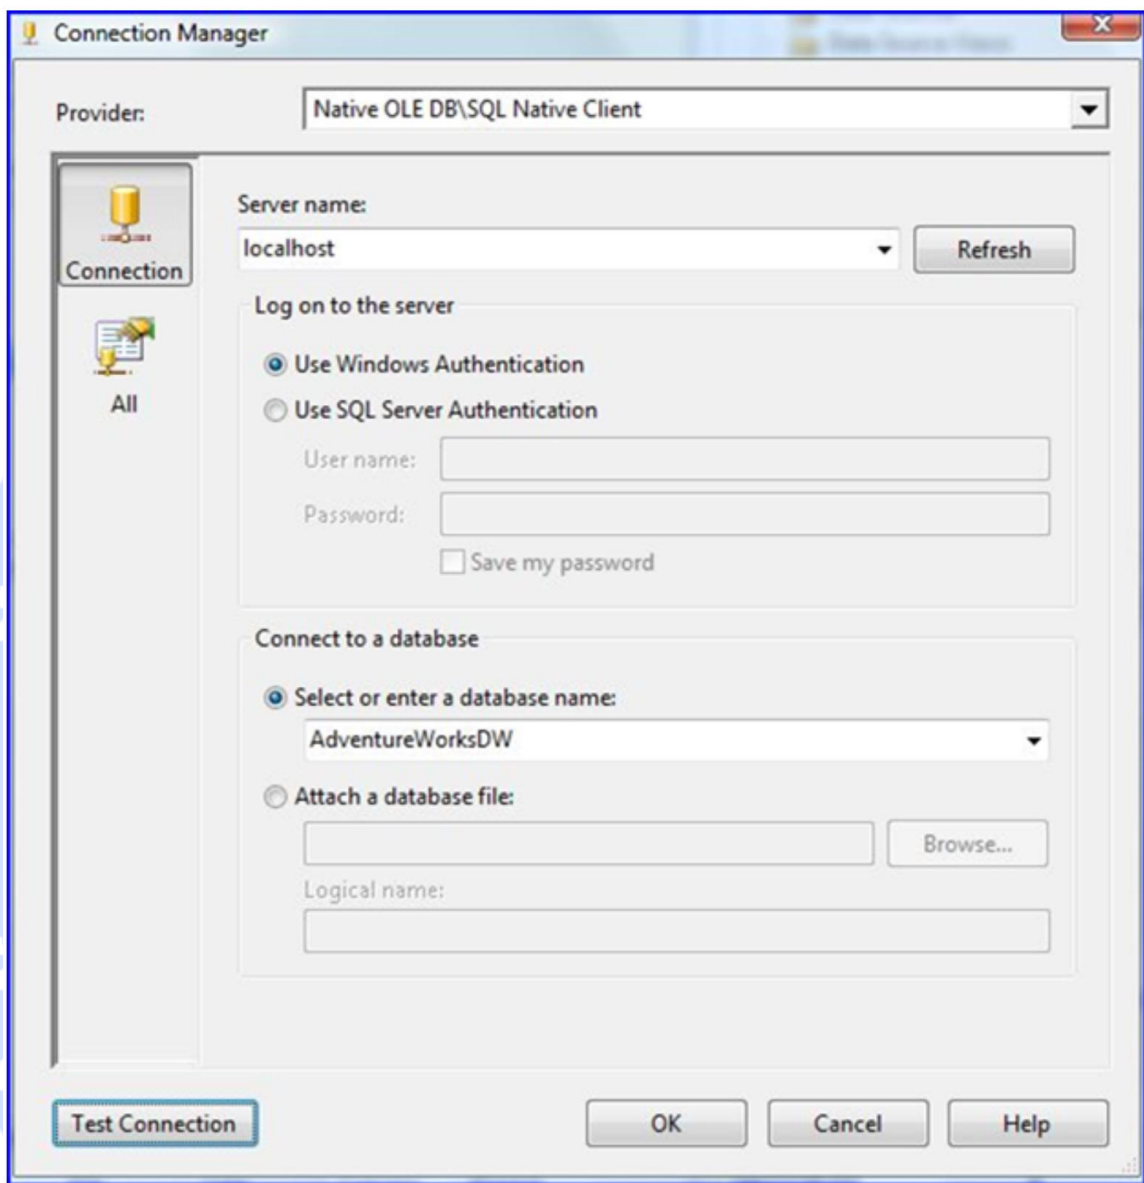 Connection Manager
Provider:
Native OLE DB\SQL Native Client
Connection
All
Server name:
localhost
Refresh
Log on to the server
Use Windows Authentication
Use SQL Server Authentication
User name:
Password:
Save my password
Connect to a database
Select or enter a database name:
AdventureWorksDW
Attach a database file:
Browse...
Logical name:
Test Connection
OK
Cancel
Help